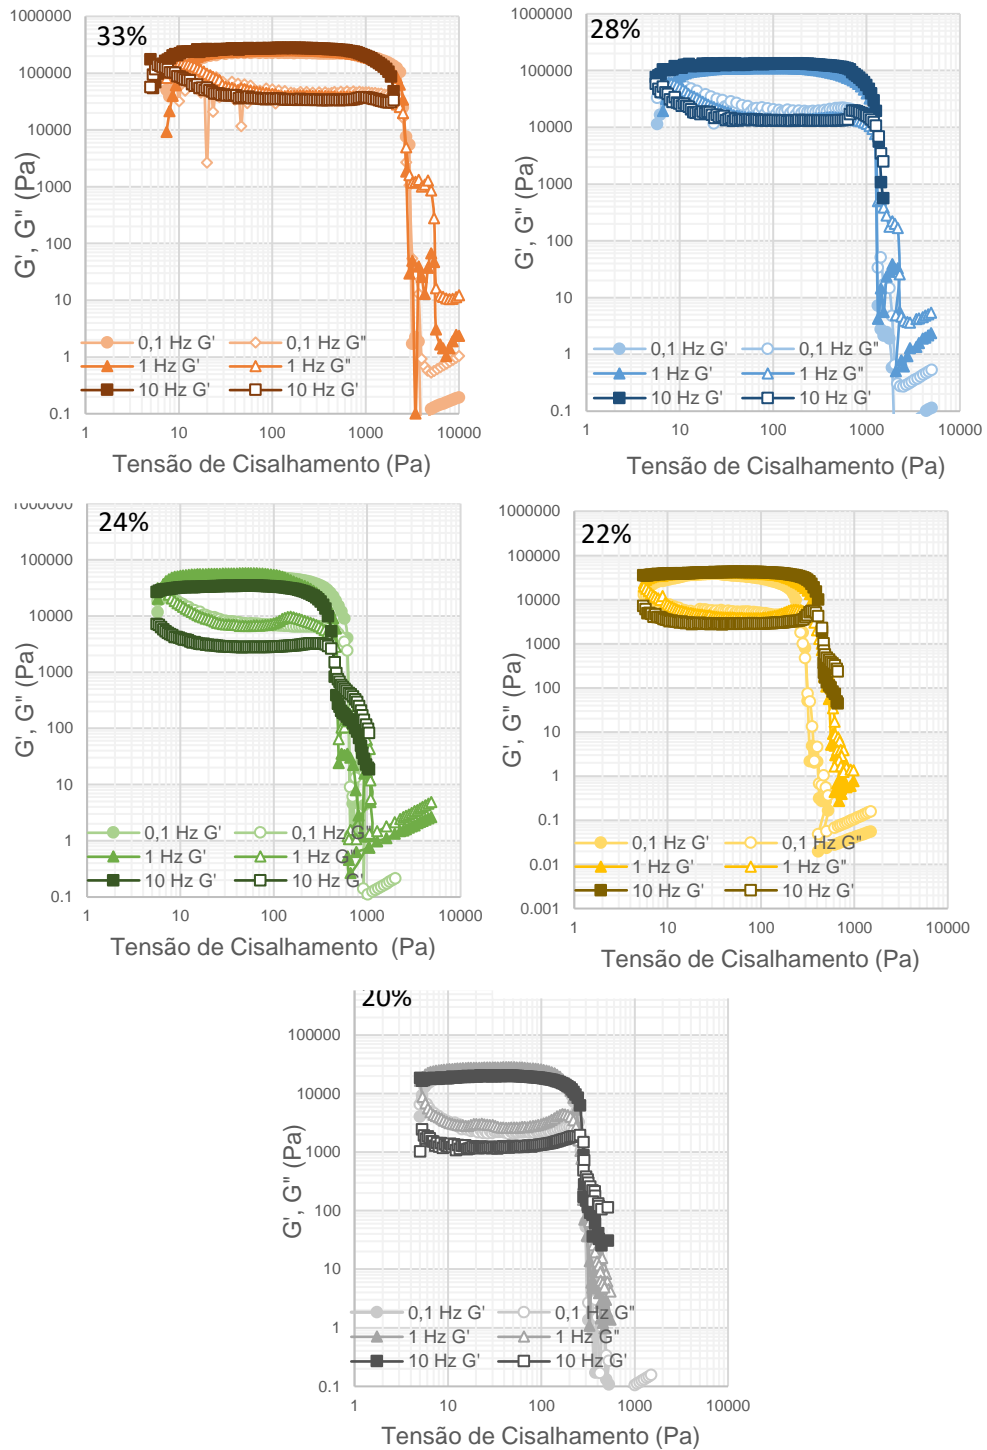 33%
1000000
100000
10000
1000
100
10
1
0.1
G', G" (Pa)
0,1 Hz G' 0,1 Hz G"
1 Hz G' 1 Hz G"
10 Hz G' 10 Hz G'
1 10 100 1000 10000
Tensão de Cisalhamento (Pa)
28%
1000000
100000
10000
1000
100
10
1
0.1
G', G" (Pa)
0,1 Hz G' 0,1 Hz G"
1 Hz G' 1 Hz G"
10 Hz G' 10 Hz G'
1 10 100 1000 10000
Tensão de Cisalhamento (Pa)
24%
1000000
100000
10000
1000
100
10
1
0.1
G', G" (Pa)
0,1 Hz G' 0,1 Hz G"
1 Hz G' 1 Hz G"
10 Hz G' 10 Hz G'
1 10 100 1000 10000
Tensão de Cisalhamento (Pa)
22%
1000000
100000
10000
1000
100
10
1
0.1
0.01
0.001
G', G" (Pa)
0,1 Hz G' 0,1 Hz G"
1 Hz G' 1 Hz G"
10 Hz G' 10 Hz G'
1 10 100 1000 10000
Tensão de Cisalhamento (Pa)
20%
100000
10000
1000
100
10
1
0.1
G', G" (Pa)
0,1 Hz G' 0,1 Hz G"
1 Hz G' 1 Hz G"
10 Hz G' 10 Hz G'
1 10 100 1000 10000
Tensão de Cisalhamento (Pa)